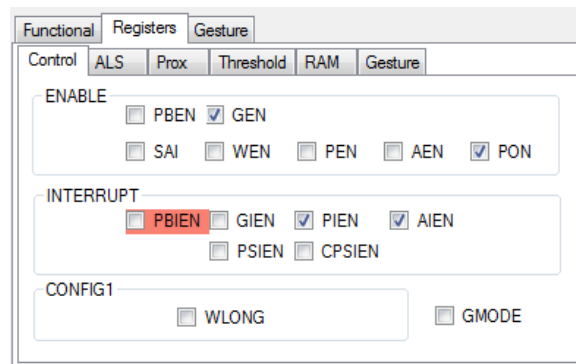 Functional Registers Gesture
Control ALS Prox Threshold RAM Gesture
ENABLE
PBEN GEN
SAI WEN PEN AEN PON
INTERRUPT
PBIEN GIEN PIEN AIEN
PSIEN CPSIEN
CONFIG1
WLONG GMODE